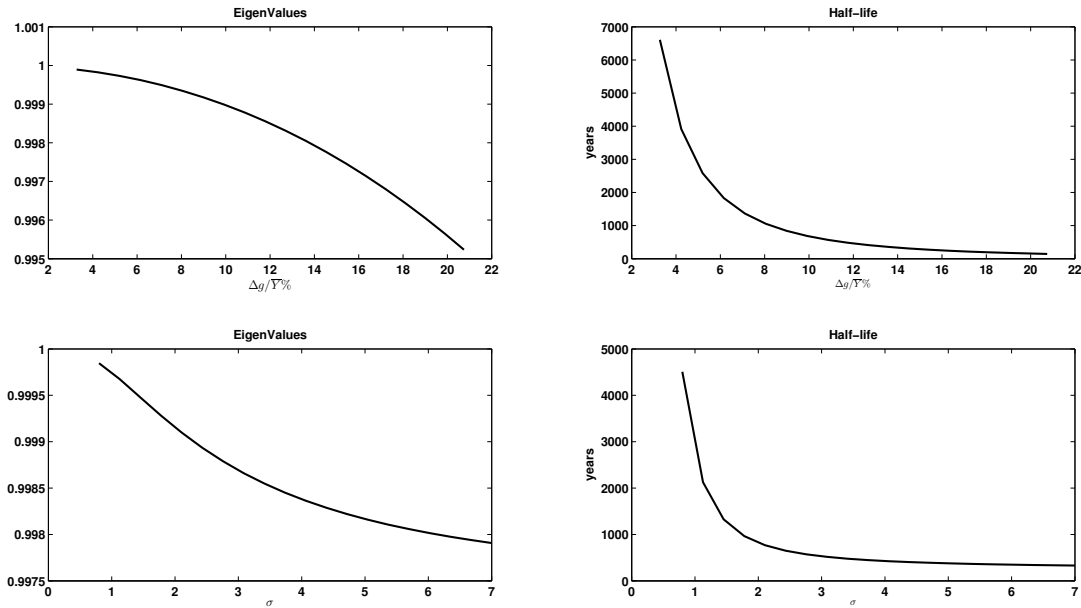 EigenValues
1.001
1
0.999
0.998
0.997
0.996
0.995
2 4 6 8 10 12 14 16 18 20 22
Δg/Y̅%
Half−life
7000
6000
5000
4000
3000
2000
1000
0
years
2 4 6 8 10 12 14 16 18 20 22
Δg/Y̅%
EigenValues
1
0.9995
0.999
0.9985
0.998
0.9975
0 1 2 3 4 5 6 7
σ
Half−life
5000
4000
3000
2000
1000
0
years
0 1 2 3 4 5 6 7
σ